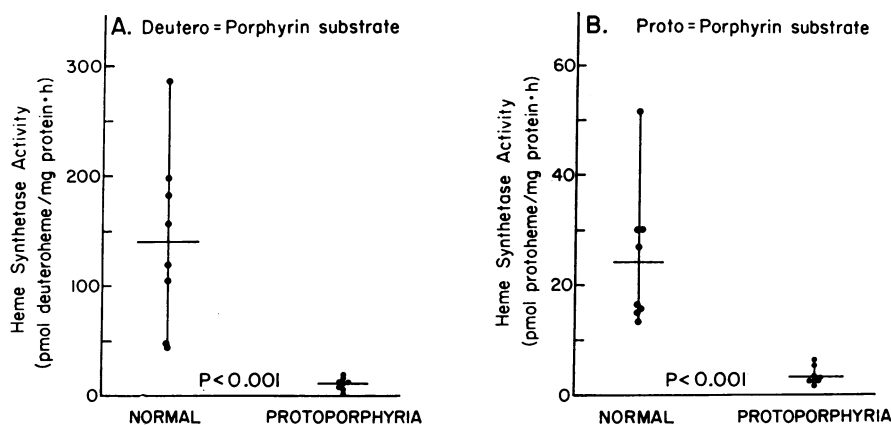 A. Deutero = Porphyrin substrate
Heme Synthetase Activity
(pmol deuteroheme/mg protein·h)
300
200
100
0
P < 0.001
NORMAL
PROTOPORPHYRIA
B. Proto = Porphyrin substrate
Heme Synthetase Activity
(pmol protoheme/mg protein·h)
60
40
20
0
P < 0.001
NORMAL
PROTOPORPHYRIA